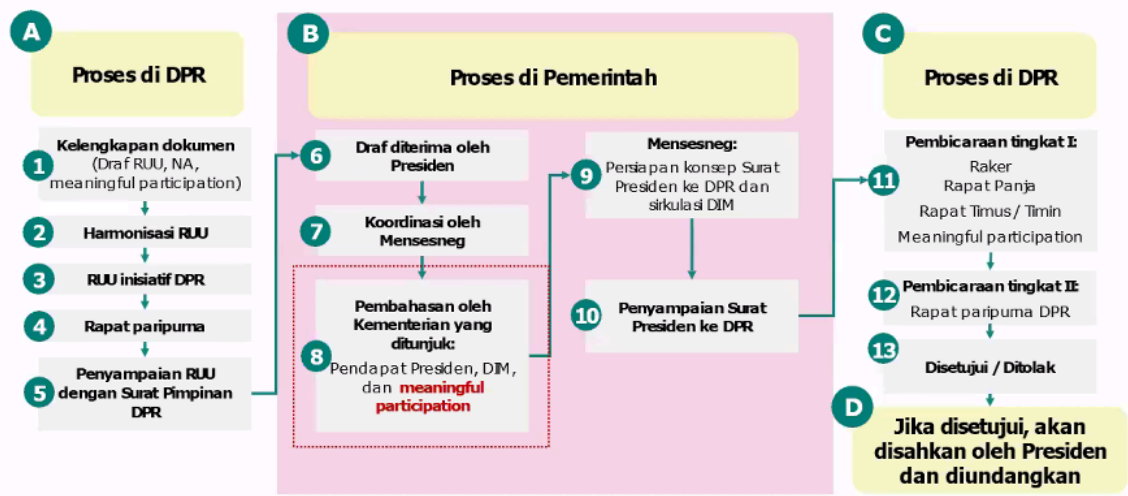 A
Proses di DPR
1
Kelengkapan dokumen
(Draf RUU, NA,
meaningful participation)
2
Harmonisasi RUU
3
RUU inisiatif DPR
4
Rapat paripurna
5
Penyampaian RUU
dengan Surat Pimpinan
DPR
B
Proses di Pemerintah
6
Draf diterima oleh
Presiden
7
Koordinasi oleh
Mensesneg
8
Pembahasan oleh
Kementerian yang
ditunjuk:
Pendapat Presiden, DIM,
dan meaningful
participation
9
Mensesneg:
Persiapan konsep Surat
Presiden ke DPR dan
sirkulasi DIM
10
Penyampaian Surat
Presiden ke DPR
C
Proses di DPR
11
Pembicaraan tingkat I:
Raker
Rapat Panja
Rapat Timus / Timin
Meaningful participation
12
Pembicaraan tingkat II:
Rapat paripurna DPR
13
Disetujui / Ditolak
D
Jika disetujui, akan
disahkan oleh Presiden
dan diundangkan